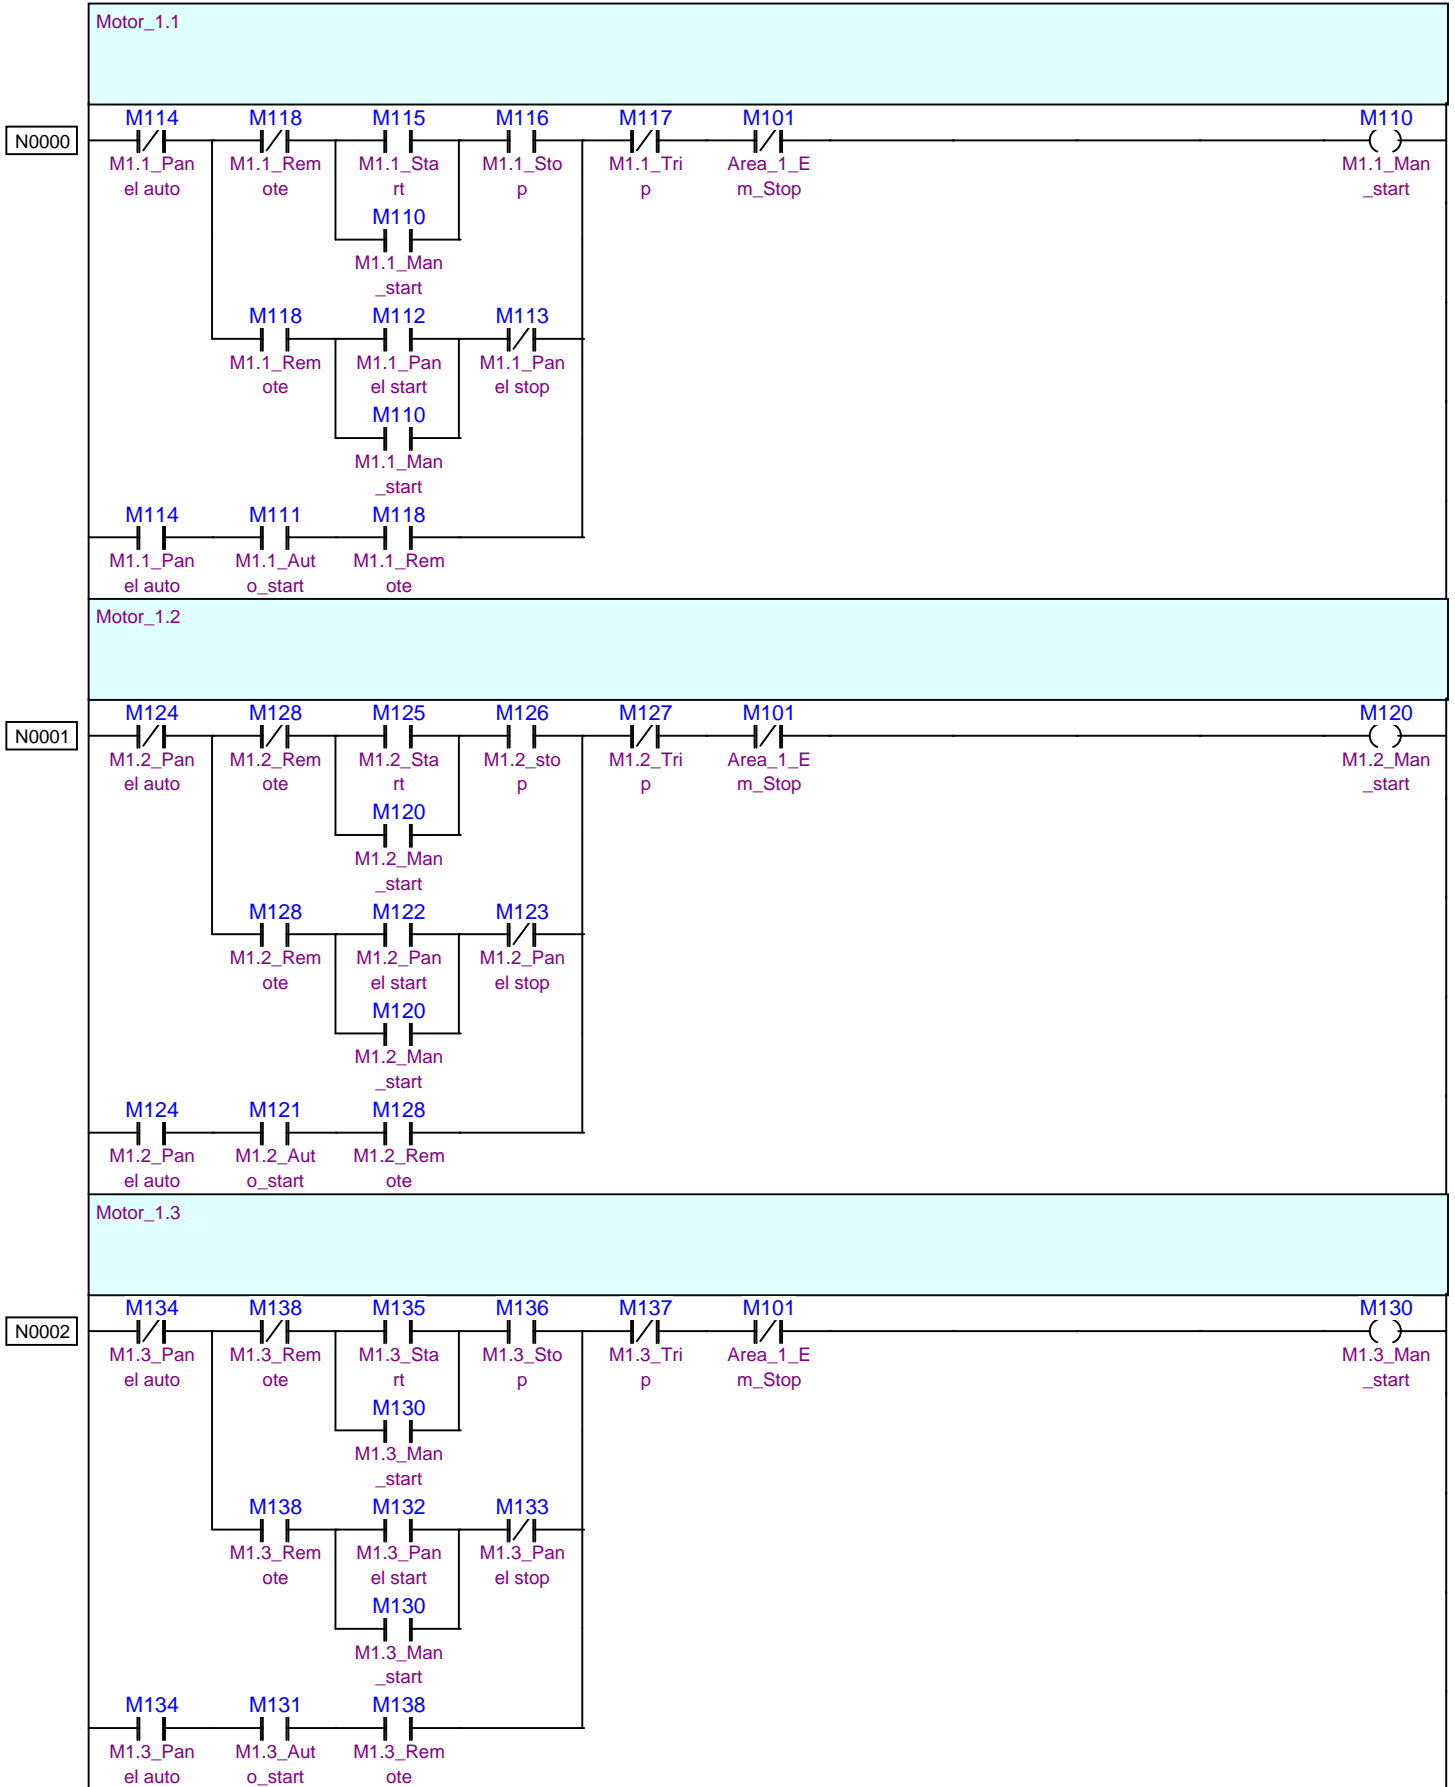 Motor_1.1
M114 M118 M115 M116 M117 M101 M110
N0000
M1.1_Pan M1.1_Rem M1.1_Sta M1.1_Sto M1.1_Tri Area_1_E M1.1_Man
el auto ote rt p p m_Stop _start
M110
M1.1_Man
_start
M118 M112 M113
M1.1_Rem M1.1_Pan M1.1_Pan
ote el start el stop
M110
M1.1_Man
_start
M114 M111 M118
M1.1_Pan M1.1_Aut M1.1_Rem
el auto o_start ote
Motor_1.2
M124 M128 M125 M126 M127 M101 M120
N0001
M1.2_Pan M1.2_Rem M1.2_Sta M1.2_sto M1.2_Tri Area_1_E M1.2_Man
el auto ote rt p p m_Stop _start
M120
M1.2_Man
_start
M128 M122 M123
M1.2_Rem M1.2_Pan M1.2_Pan
ote el start el stop
M120
M1.2_Man
_start
M124 M121 M128
M1.2_Pan M1.2_Aut M1.2_Rem
el auto o_start ote
Motor_1.3
M134 M138 M135 M136 M137 M101 M130
N0002
M1.3_Pan M1.3_Rem M1.3_Sta M1.3_Sto M1.3_Tri Area_1_E M1.3_Man
el auto ote rt p p m_Stop _start
M130
M1.3_Man
_start
M138 M132 M133
M1.3_Rem M1.3_Pan M1.3_Pan
ote el start el stop
M130
M1.3_Man
_start
M134 M131 M138
M1.3_Pan M1.3_Aut M1.3_Rem
el auto o_start ote